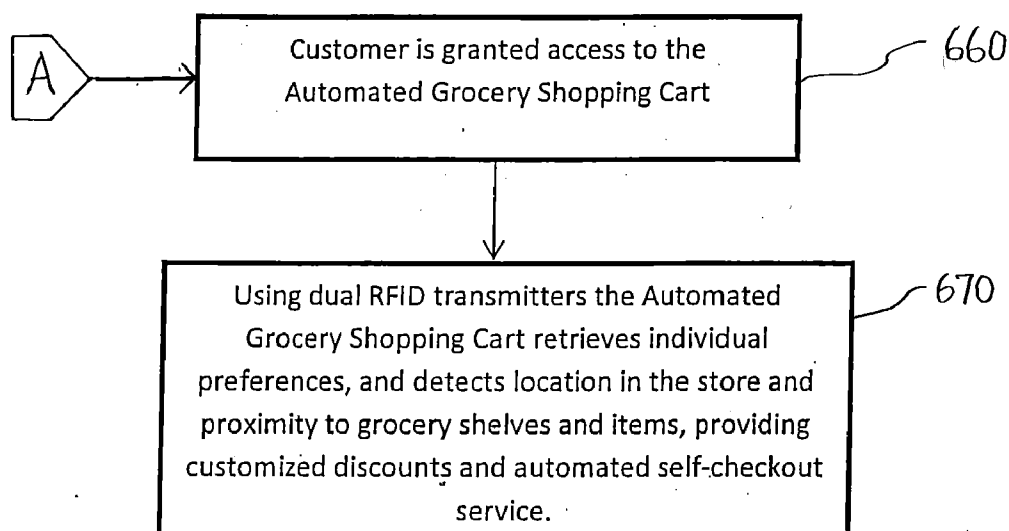 A
Customer is granted access to the
Automated Grocery Shopping Cart
660
Using dual RFID transmitters the Automated
Grocery Shopping Cart retrieves individual
preferences, and detects location in the store and
proximity to grocery shelves and items, providing
customized discounts and automated self-checkout
service.
670